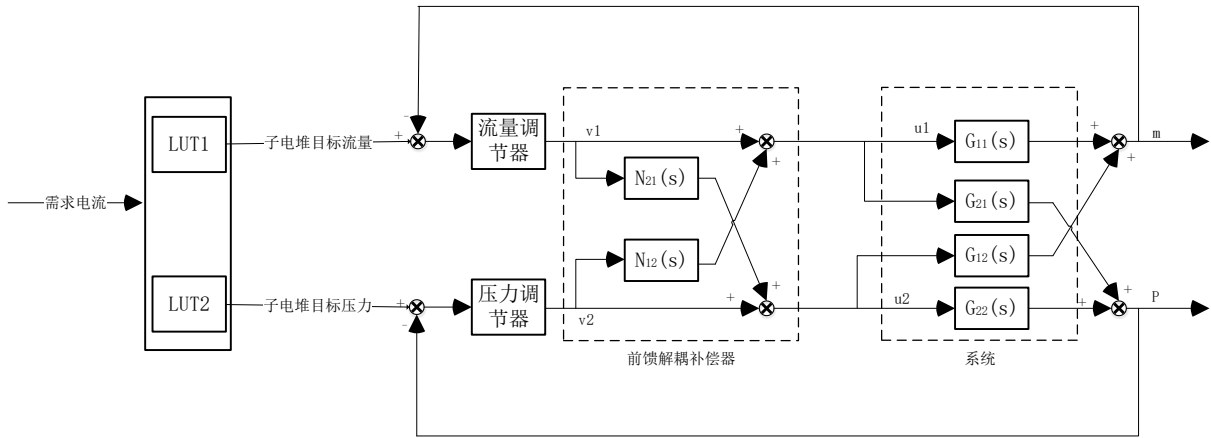 需求电流
LUT1
LUT2
子电堆目标流量
子电堆目标压力
+
-
+
-
流量调
节器
压力调
节器
v1
v2
N₂₁(s)
N₁₂(s)
+
+
+
+
前馈解耦补偿器
u1
u2
G₁₁(s)
G₂₁(s)
G₁₂(s)
G₂₂(s)
系统
+
+
+
+
m
P